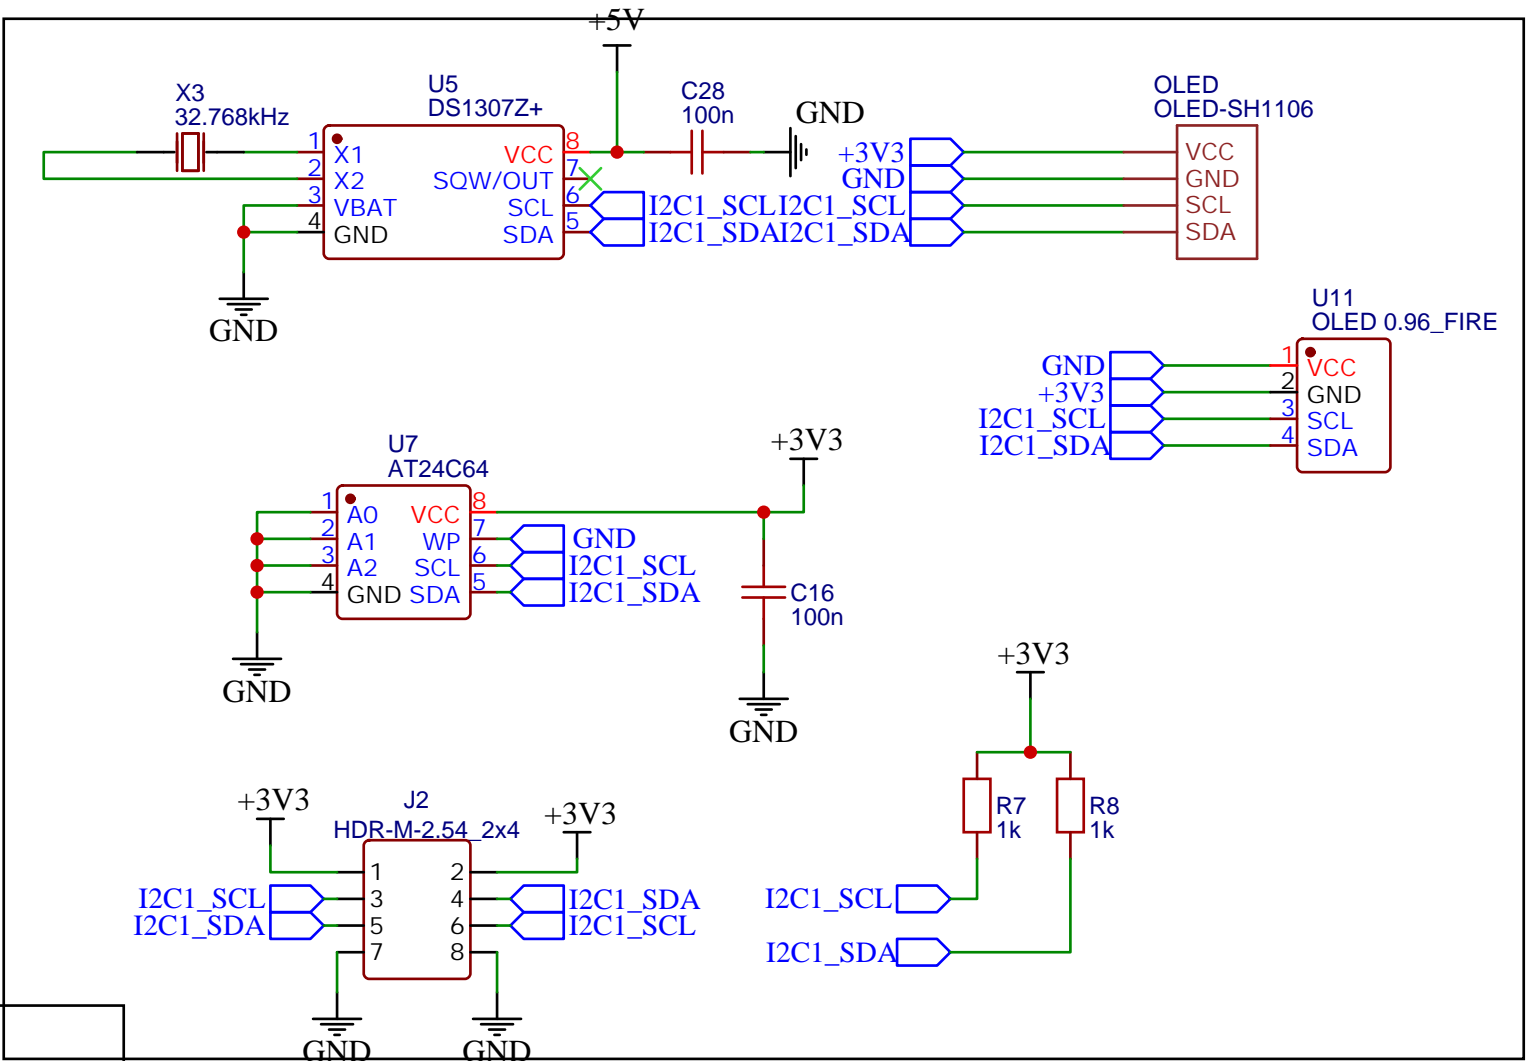 +5V
X3
32.768kHz
U5
DS1307Z+
1 X1
2 X2
3 VBAT
4 GND
VCC 8
SQW/OUT 7
SCL 6
SDA 5
C28
100n
GND
I2C1_SCL
I2C1_SDA
GND
OLED
OLED-SH1106
+3V3 VCC
GND GND
I2C1_SCL SCL
I2C1_SDA SDA
U11
OLED 0.96_FIRE
GND 1 VCC
+3V3 2 GND
I2C1_SCL 3 SCL
I2C1_SDA 4 SDA
U7
AT24C64
1 A0 VCC 8
2 A1 WP 7 GND
3 A2 SCL 6 I2C1_SCL
4 GND SDA 5 I2C1_SDA
GND
+3V3
C16
100n
GND
+3V3
J2
HDR-M-2.54_2x4
+3V3
1 2
I2C1_SCL 3 4 I2C1_SDA
I2C1_SDA 5 6 I2C1_SCL
7 8
GND GND
+3V3
R7
1k
R8
1k
I2C1_SCL
I2C1_SDA